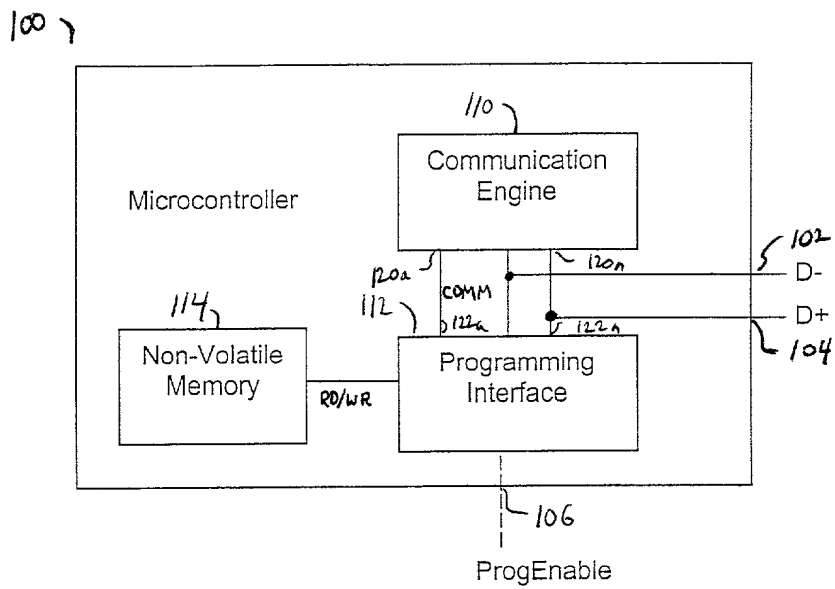 100
110
Communication
Engine
Microcontroller
102
D-
120a
120n
COMM
114
112
122a
122n
D+
104
Non-Volatile
Memory
Programming
Interface
RD/WR
106
ProgEnable